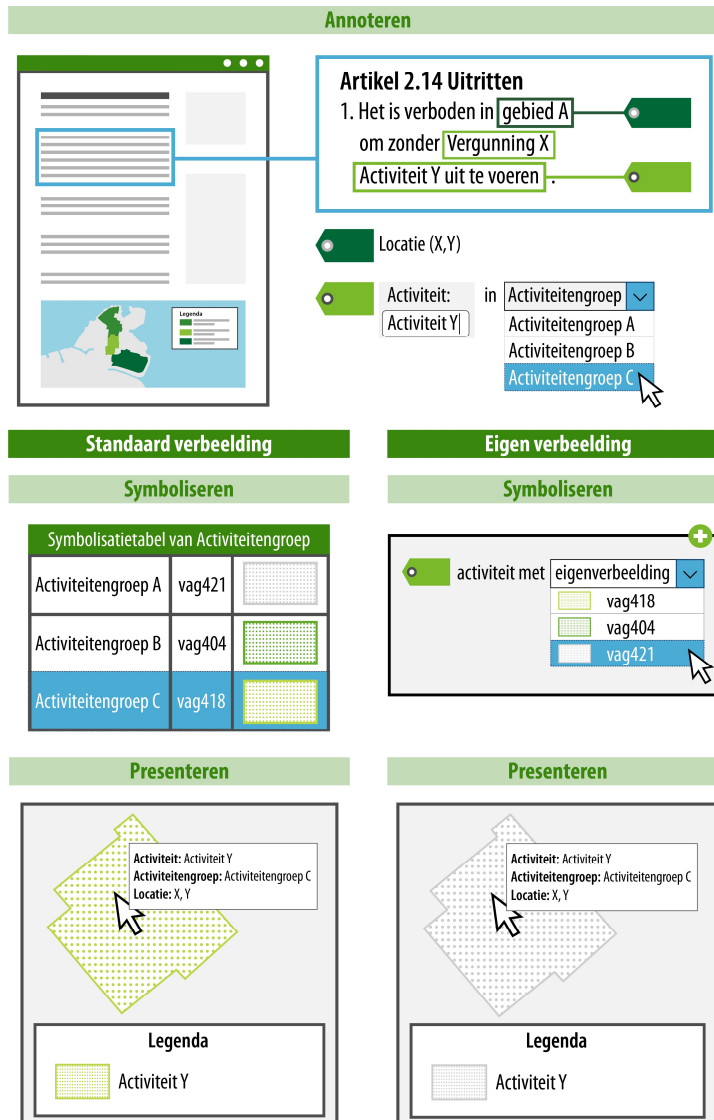 Annoteren
Artikel 2.14 Uitritten
1. Het is verboden in gebied A
om zonder Vergunning X
Activiteit Y uit te voeren .
Legenda
Locatie (X,Y)
Activiteit: in Activiteitengroep
Activiteit Y
Activiteitengroep A
Activiteitengroep B
Activiteitengroep C
Standaard verbeelding
Symboliseren
Symbolisatietabel van Activiteitengroep
Activiteitengroep A vag421
Activiteitengroep B vag404
Activiteitengroep C vag418
Eigen verbeelding
Symboliseren
activiteit met eigenverbeelding
vag418
vag404
vag421
Presenteren
Activiteit: Activiteit Y
Activiteitengroep: Activiteitengroep C
Locatie: X, Y
Legenda
Activiteit Y
Presenteren
Activiteit: Activiteit Y
Activiteitengroep: Activiteitengroep C
Locatie: X, Y
Legenda
Activiteit Y